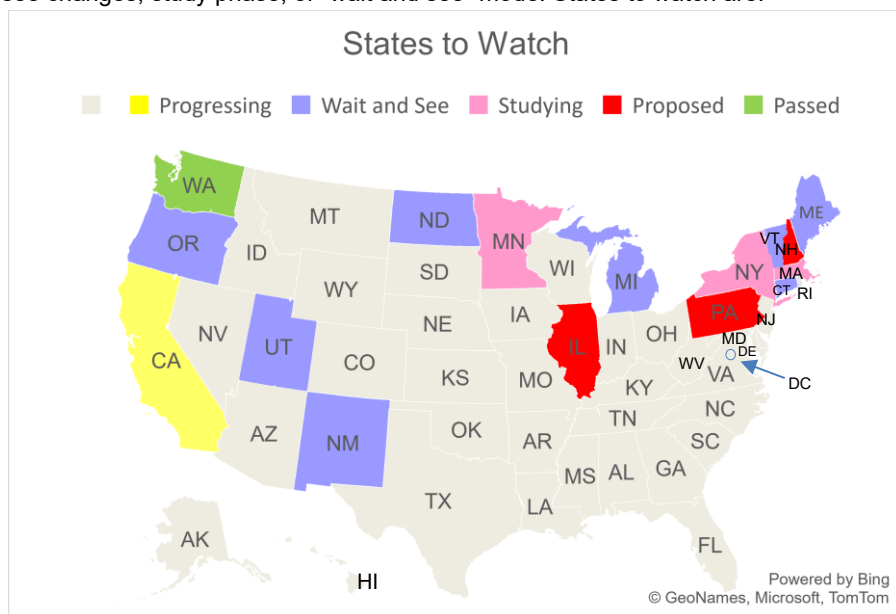 States to Watch
Progressing Wait and See Studying Proposed Passed
WA
MT
ND
MN
ME
OR
ID
SD
WI
MI
VT
NH
NY
MA
CT
RI
WY
IA
PA
NJ
NE
NV
UT
CO
IL
IN
OH
MD
DE
CA
KS
MO
WV
VA
DC
KY
AZ
NM
OK
AR
TN
NC
SC
MS
AL
GA
TX
LA
AK
HI
FL
Powered by Bing
© GeoNames, Microsoft, TomTom